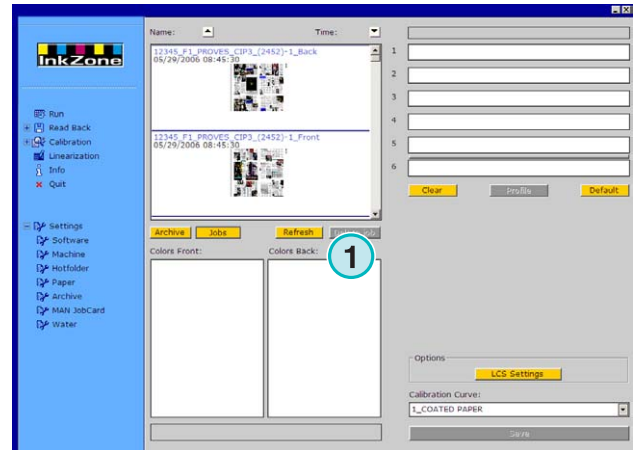 Name:
Time:
InkZone
12345_F1_PROVES_CIP3_(2452)-1_Back
05/29/2006 08:45:30
12345_F1_PROVES_CIP3_(2452)-1_Front
05/29/2006 08:45:30
Run
Read Back
Calibration
Linearization
Info
Quit
Settings
Software
Machine
Hotfolder
Paper
Archive
MAN JobCard
Water
Archive
Jobs
Refresh
Colors Front:
Colors Back:
1
1
2
3
4
5
6
Clear
Profile
Default
Options
LCS Settings
Calibration Curve:
1_COATED PAPER
Save